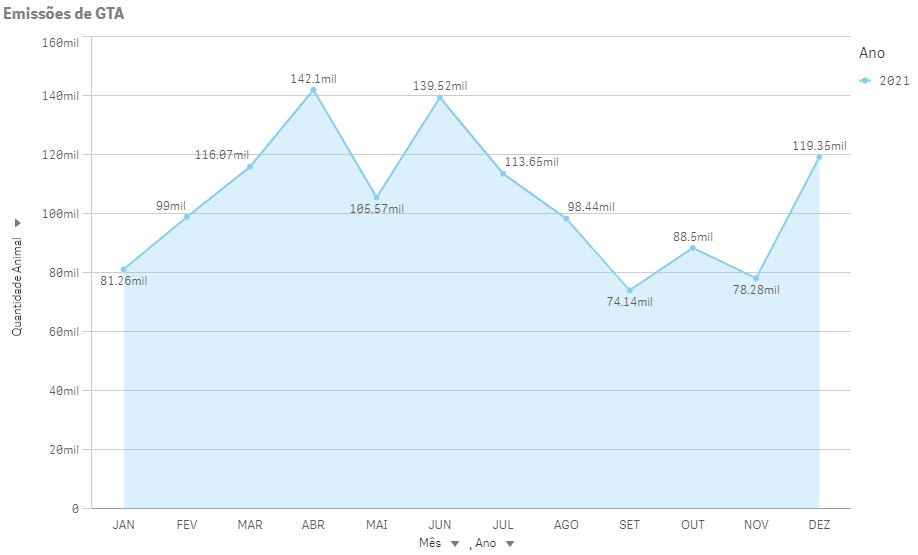 Emissões de GTA
160mil
140mil
120mil
100mil
80mil
60mil
40mil
20mil
0
Quantidade Animal
81.26mil
99mil
116.07mil
142.1mil
105.57mil
139.52mil
113.65mil
98.44mil
74.14mil
88.5mil
78.28mil
119.35mil
JAN FEV MAR ABR MAI JUN JUL AGO SET OUT NOV DEZ
Mês , Ano
Ano
2021